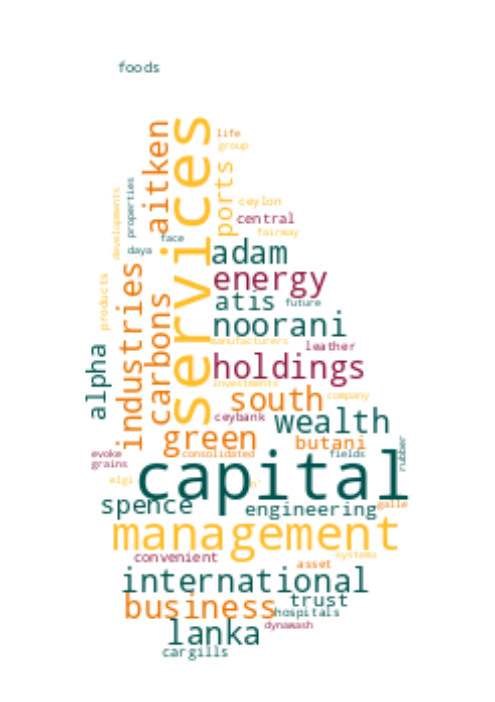 foods
services
aitken
life
group
ports
properties
developments
ceylon
central
fairway
face
daya
adam
energy
industries
products
carbons
atis
future
noorani
manufacturers
leather
alpha
holdings
investments
south
company
wealth
ceybank
green
butani
rubber
evoke
consolidated
fields
grains
capital
elgi
n'
spence
engineering
galle
management
convenient
systems
asset
international
business
trust
hospitals
lanka
dynawash
cargills